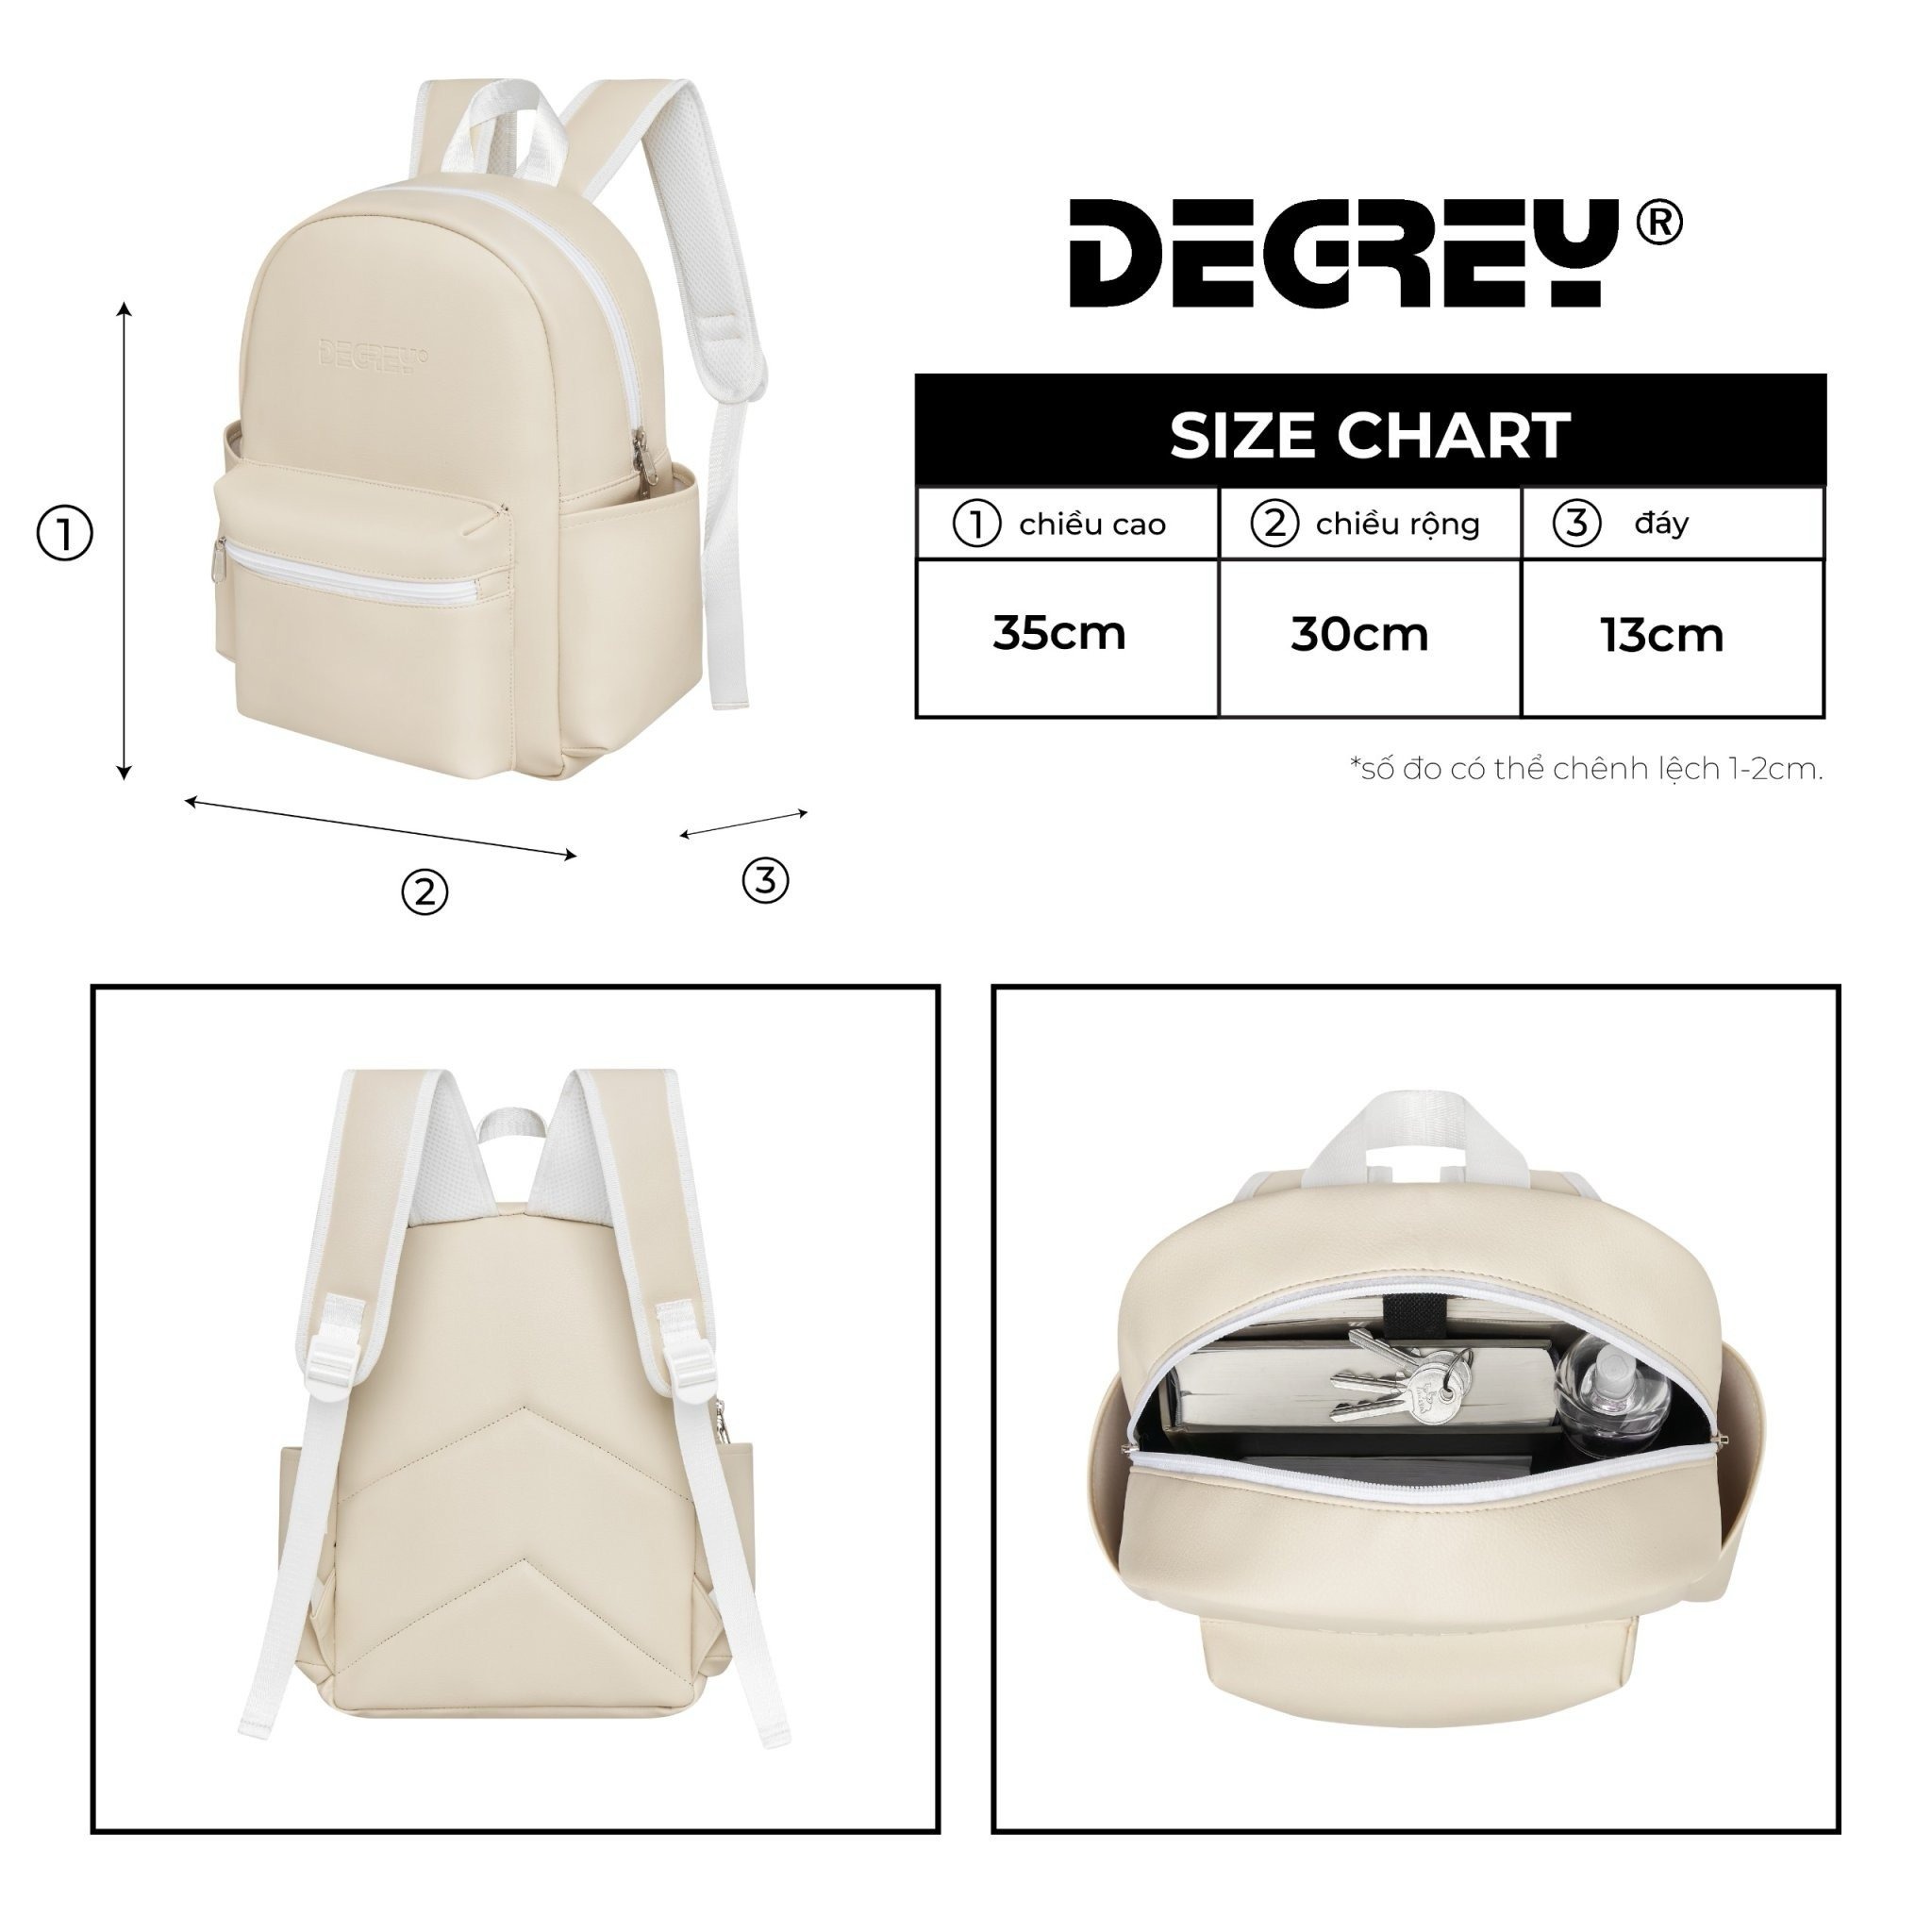 DEGREY®
DEGREY®
SIZE CHART
① chiều cao ② chiều rộng ③ đáy
35cm 30cm 13cm
*số đo có thể chênh lệch 1-2cm.
①
②
③